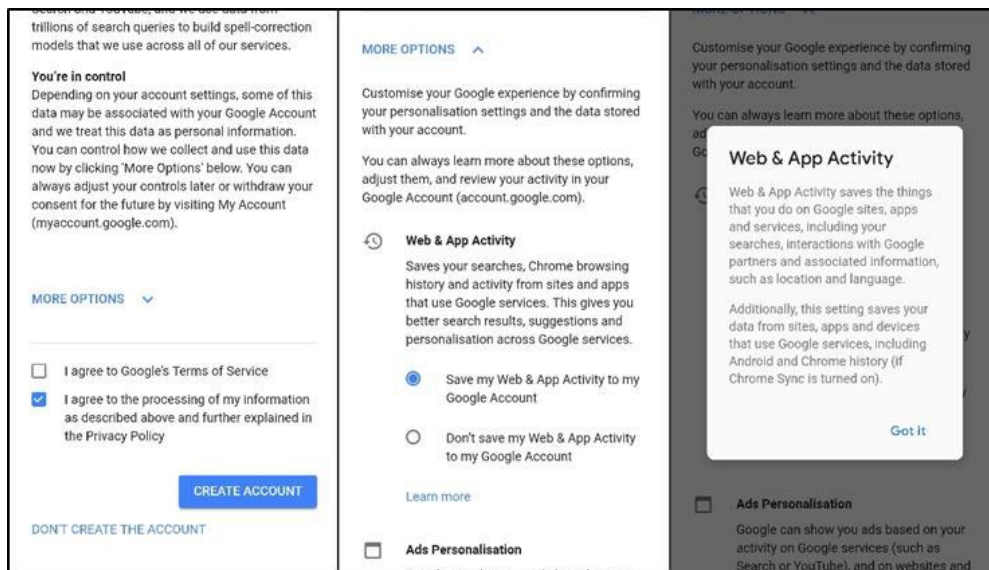 Search and YouTube, and we use data from
trillions of search queries to build spell-correction
models that we use across all of our services.
You're in control
Depending on your account settings, some of this
data may be associated with your Google Account
and we treat this data as personal information.
You can control how we collect and use this data
now by clicking 'More Options' below. You can
always adjust your controls later or withdraw your
consent for the future by visiting My Account
(myaccount.google.com).
MORE OPTIONS
I agree to Google's Terms of Service
I agree to the processing of my information
as described above and further explained in
the Privacy Policy
CREATE ACCOUNT
DON'T CREATE THE ACCOUNT
MORE OPTIONS
Customise your Google experience by confirming
your personalisation settings and the data stored
with your account.
You can always learn more about these options,
adjust them, and review your activity in your
Google Account (account.google.com).
Web & App Activity
Saves your searches, Chrome browsing
history and activity from sites and apps
that use Google services. This gives you
better search results, suggestions and
personalisation across Google services.
Save my Web & App Activity to my
Google Account
Don't save my Web & App Activity
to my Google Account
Learn more
Ads Personalisation
MORE OPTIONS
Customise your Google experience by confirming
your personalisation settings and the data stored
with your account.
You can always learn more about these options,
Web & App Activity
Web & App Activity saves the things
that you do on Google sites, apps
and services, including your
searches, interactions with Google
partners and associated information,
such as location and language.
Additionally, this setting saves your
data from sites, apps and devices
that use Google services, including
Android and Chrome history (if
Chrome Sync is turned on).
Got it
Ads Personalisation
Google can show you ads based on your
activity on Google services (such as
Search or YouTube), and on websites and